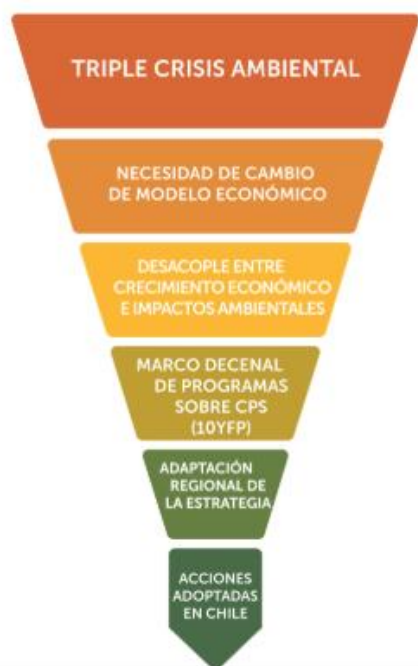 TRIPLE CRISIS AMBIENTAL
NECESIDAD DE CAMBIO
DE MODELO ECONÓMICO
DESACOPLE ENTRE
CRECIMIENTO ECONÓMICO
E IMPACTOS AMBIENTALES
MARCO DECENAL
DE PROGRAMAS
SOBRE CPS
(10YFP)
ADAPTACIÓN
REGIONAL DE
LA ESTRATEGIA
ACCIONES
ADOPTADAS
EN CHILE